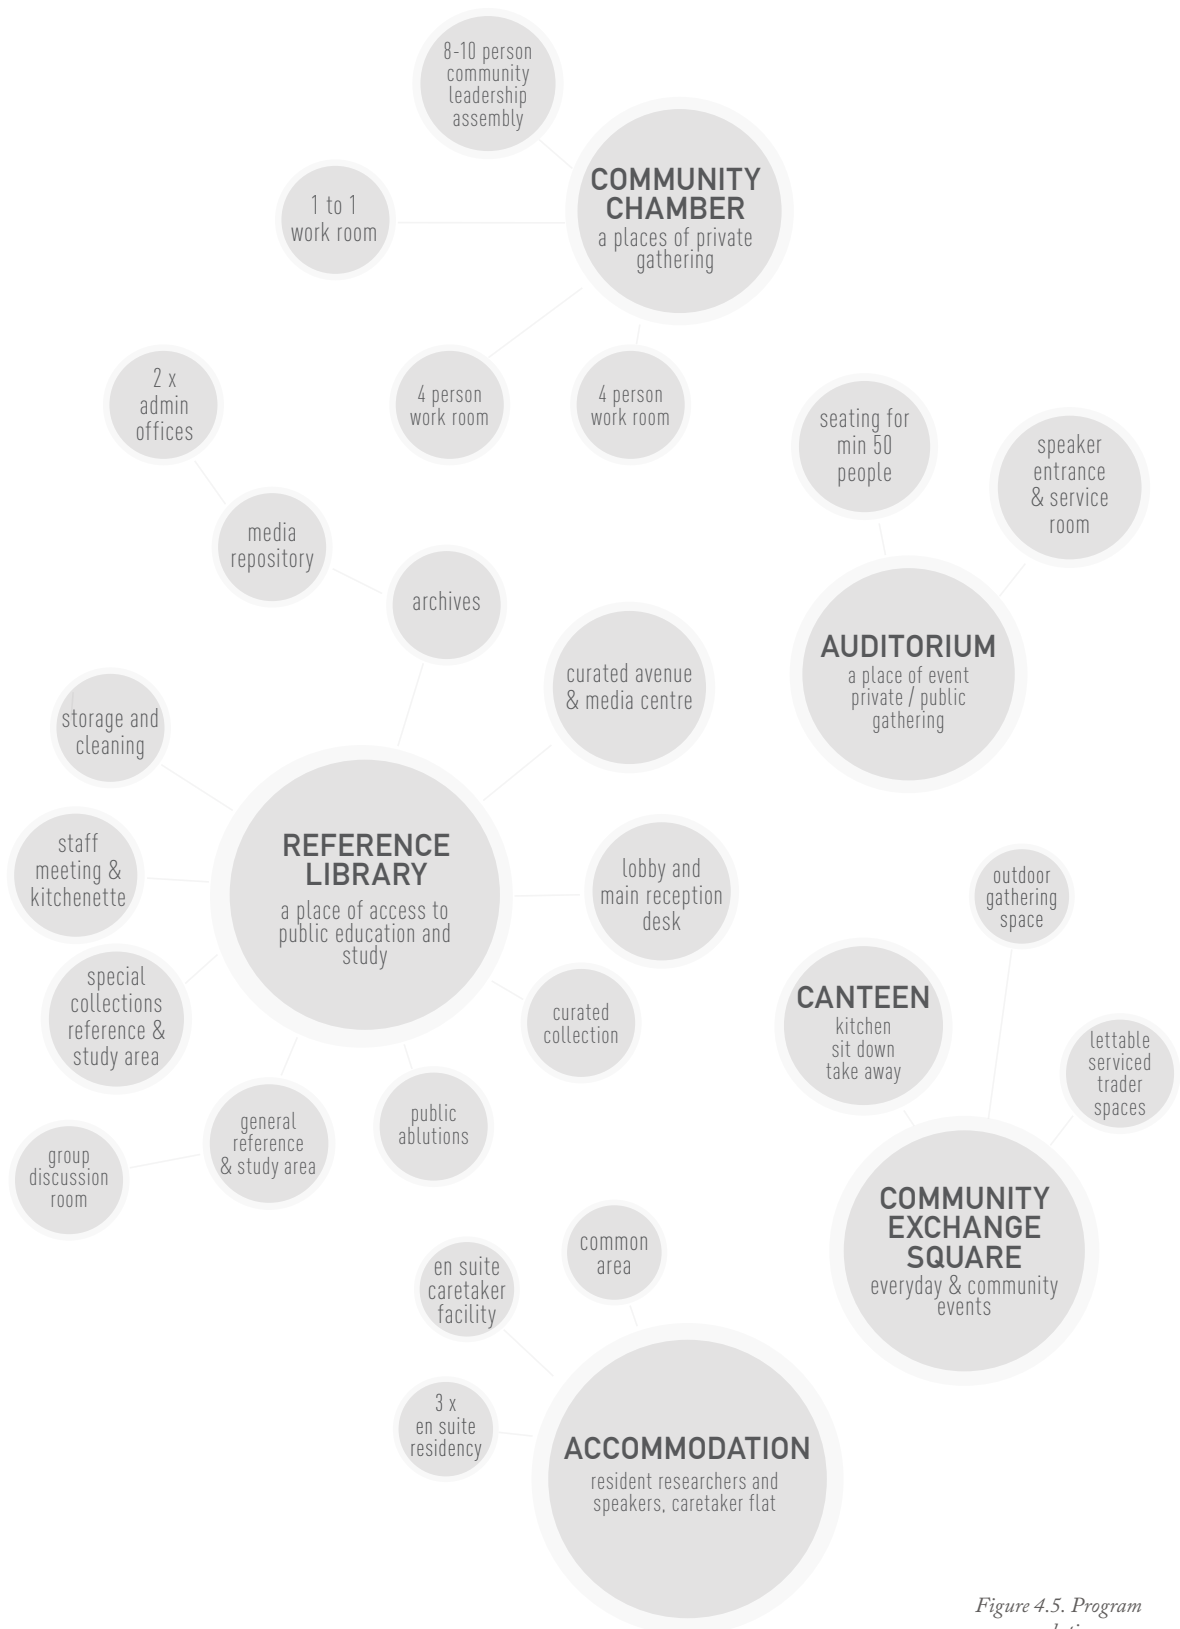 8-10 person
community
leadership
assembly
COMMUNITY
CHAMBER
a places of private
gathering
1 to 1
work room
2 x
admin
offices
4 person
work room
4 person
work room
seating for
min 50
people
speaker
entrance
& service
room
media
repository
archives
AUDITORIUM
a place of event
private / public
gathering
curated avenue
& media centre
storage and
cleaning
staff
meeting &
kitchenette
REFERENCE
LIBRARY
a place of access to
public education and
study
lobby and
main reception
desk
outdoor
gathering
space
special
collections
reference &
study area
curated
collection
CANTEEN
kitchen
sit down
take away
lettable
serviced
trader
spaces
group
discussion
room
general
reference
& study area
public
ablutions
COMMUNITY
EXCHANGE
SQUARE
everyday & community
events
en suite
caretaker
facility
common
area
3 x
en suite
residency
ACCOMMODATION
resident researchers and
speakers, caretaker flat
Figure 4.5. Program